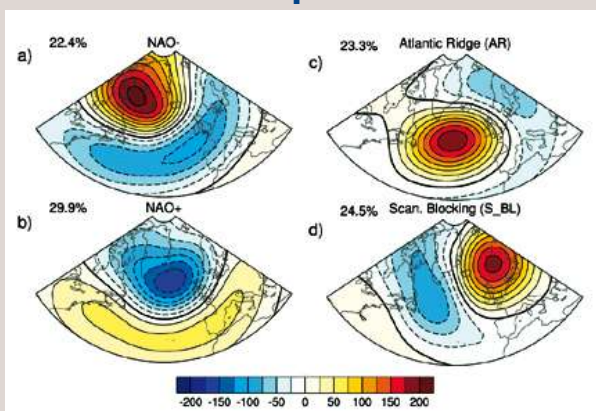 a) 22.4% NAO-
c) 23.3% Atlantic Ridge (AR)
b) 29.9% NAO+
d) 24.5% Scan. Blocking (S_BL)
-200 -150 -100 -50 0 50 100 150 200